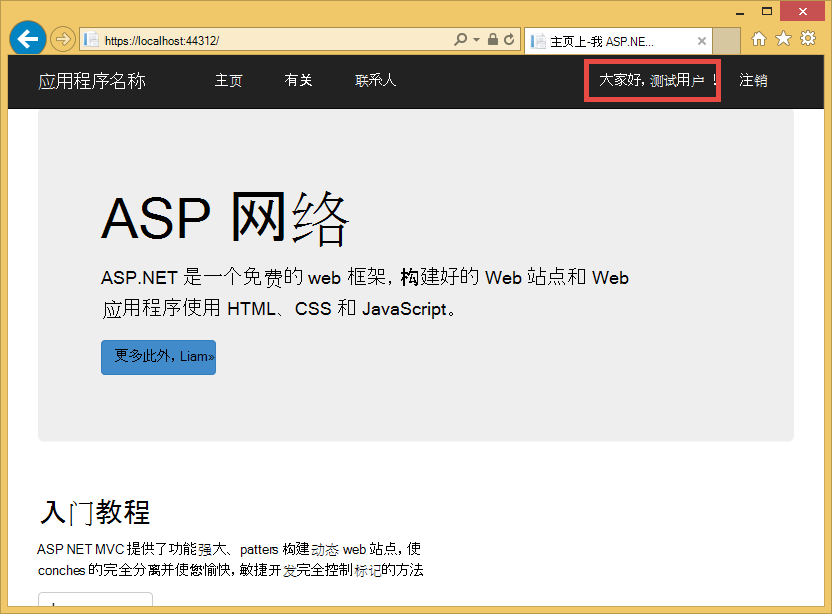 https://localhost:44312/
主页上-我 ASP.NE...
应用程序名称 主页 有关 联系人 大家好, 测试用户 ! 注销
ASP 网络
ASP.NET 是一个免费的 web 框架, 构建好的 Web 站点和 Web
应用程序使用 HTML、CSS 和 JavaScript。
更多此外, Liam»
入门教程
ASP NET MVC 提供了功能强大、patters 构建动态 web 站点, 使
conches 的完全分离并使您愉快, 敏捷开发完全控制标记的方法